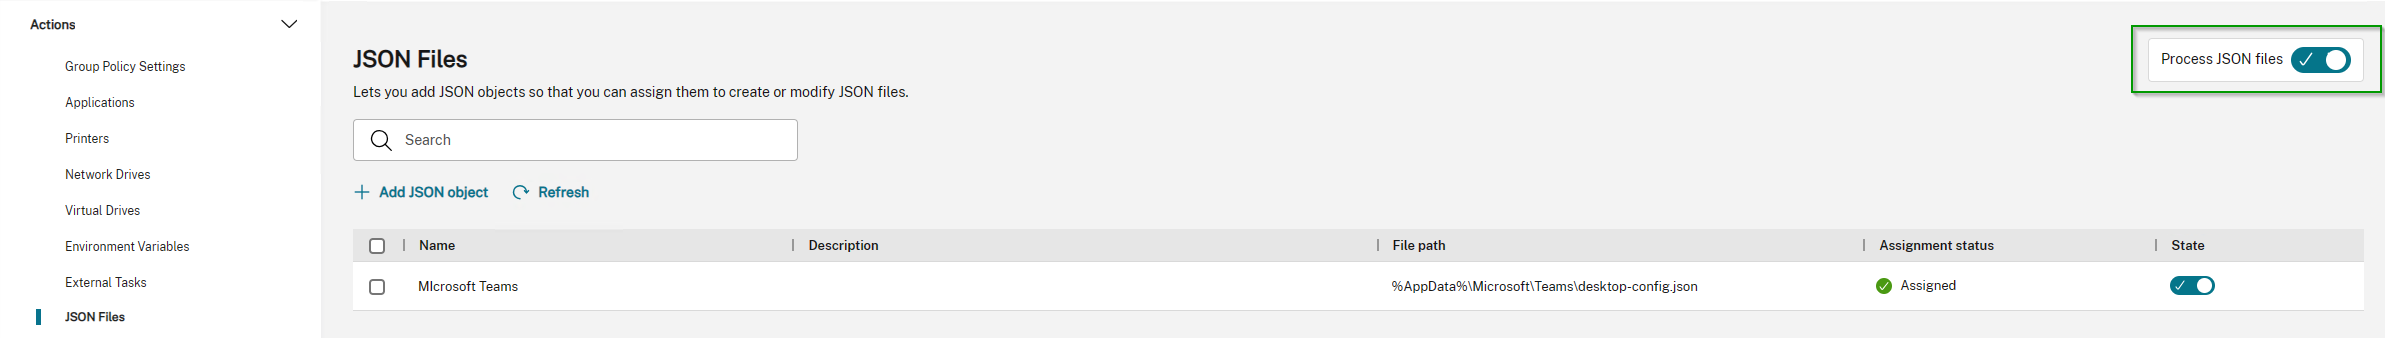 Actions
Group Policy Settings
Applications
Printers
Network Drives
Virtual Drives
Environment Variables
External Tasks
JSON Files
JSON Files
Process JSON files
Lets you add JSON objects so that you can assign them to create or modify JSON files.
Search
Add JSON object Refresh
Name Description File path Assignment status State
MIcrosoft Teams %AppData%\Microsoft\Teams\desktop-config.json Assigned